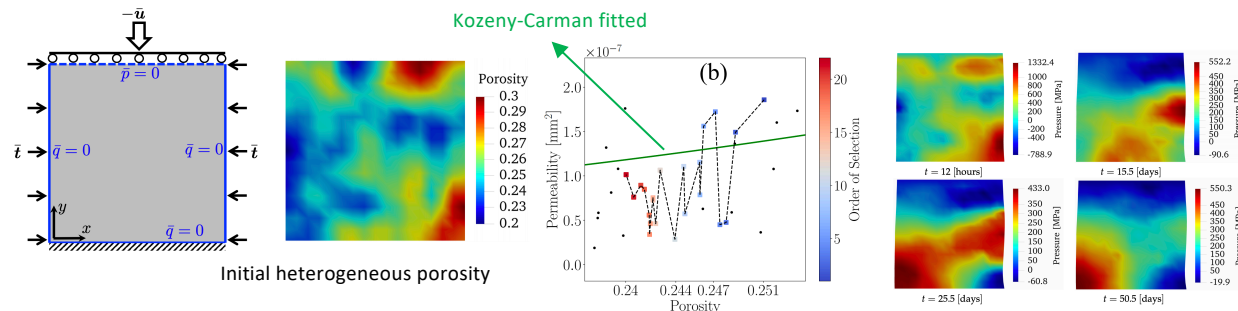 Kozeny-Carman fitted
−ū
p̄ = 0
t̄
q̄ = 0
q̄ = 0
t̄
y
x
q̄ = 0
Porosity
0.3
0.29
0.28
0.27
0.26
0.25
0.24
0.23
0.22
0.21
0.2
Initial heterogeneous porosity
×10⁻⁷
(b)
Permeability [mm²]
2.0
1.5
1.0
0.5
0.0
0.24
0.244
0.247
0.251
Porosity
20
15
10
5
Order of Selection
1332.4
1000
800
600
400
200
0
-200
-400
-788.9
Pressure [MPa]
t = 12 [hours]
552.2
450
400
350
300
250
200
150
100
50
0
-90.6
Pressure [MPa]
t = 15.5 [days]
433.0
350
300
250
200
150
100
50
0
-60.8
Pressure [MPa]
t = 25.5 [days]
550.3
450
400
350
300
250
200
150
100
50
-19.9
Pressure [MPa]
t = 50.5 [days]